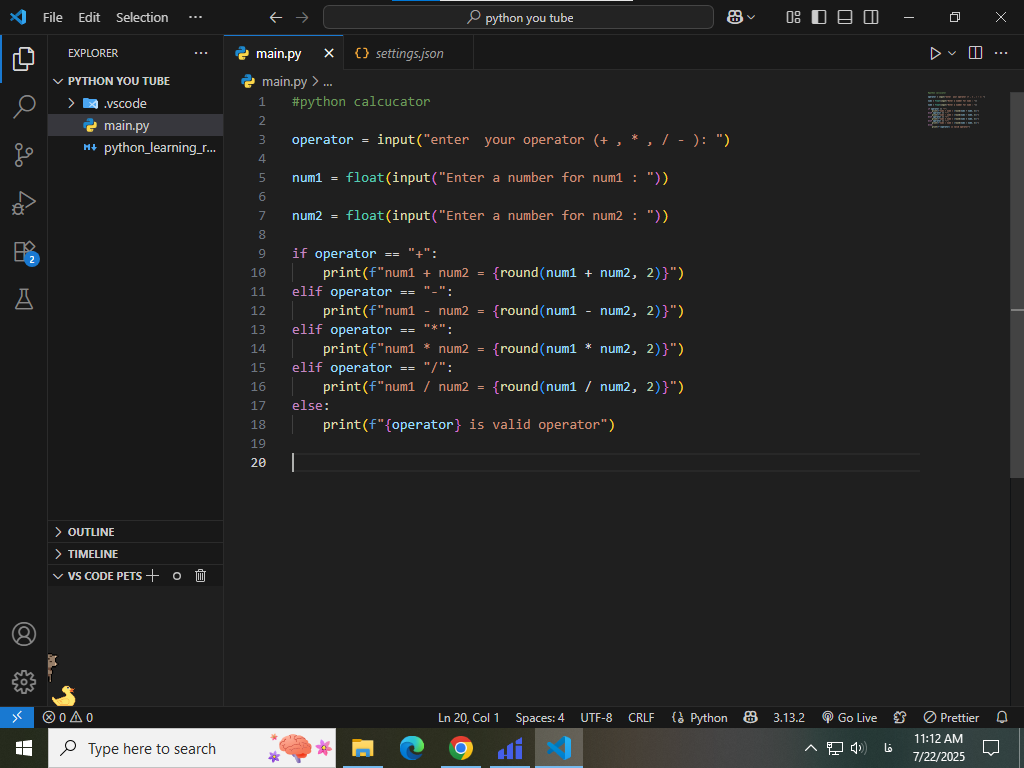 File Edit Selection ··· python you tube
EXPLORER ···
PYTHON YOU TUBE
.vscode
main.py
python_learning_r...
OUTLINE
TIMELINE
VS CODE PETS
2
main.py settings.json
main.py > ...
1 #python calcucator
2
3 operator = input("enter  your operator (+ , * , / - ): ")
4
5 num1 = float(input("Enter a number for num1 : "))
6
7 num2 = float(input("Enter a number for num2 : "))
8
9 if operator == "+":
10     print(f"num1 + num2 = {round(num1 + num2, 2)}")
11 elif operator == "-":
12     print(f"num1 - num2 = {round(num1 - num2, 2)}")
13 elif operator == "*":
14     print(f"num1 * num2 = {round(num1 * num2, 2)}")
15 elif operator == "/":
16     print(f"num1 / num2 = {round(num1 / num2, 2)}")
17 else:
18     print(f"{operator} is valid operator")
19
20
0 0 Ln 20, Col 1 Spaces: 4 UTF-8 CRLF Python 3.13.2 Go Live Prettier
Type here to search
فا
11:12 AM
7/22/2025